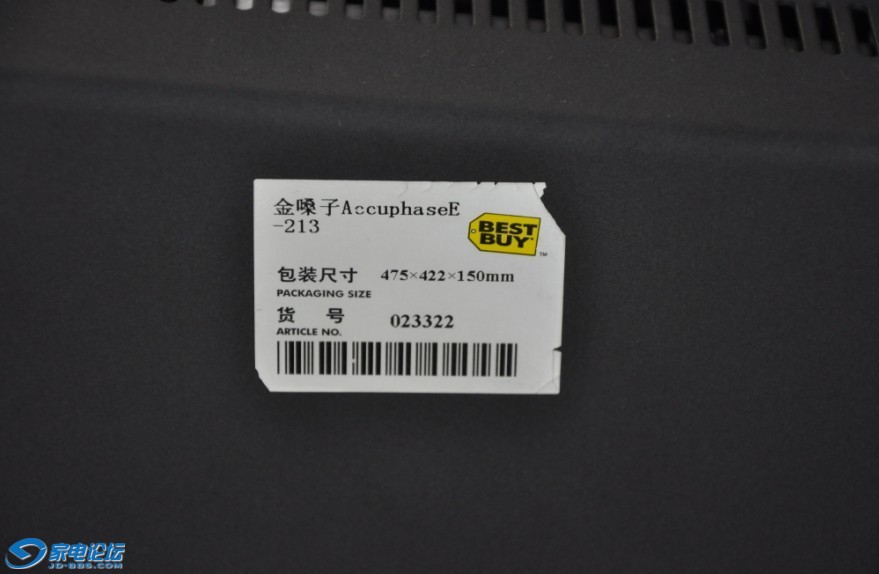 金嗓子AccuphaseE
-213
BEST
BUY
™
包装尺寸 475×422×150mm
PACKAGING SIZE
货 号 023322
ARTICLE NO.
家电论坛
JD-BBS.COM